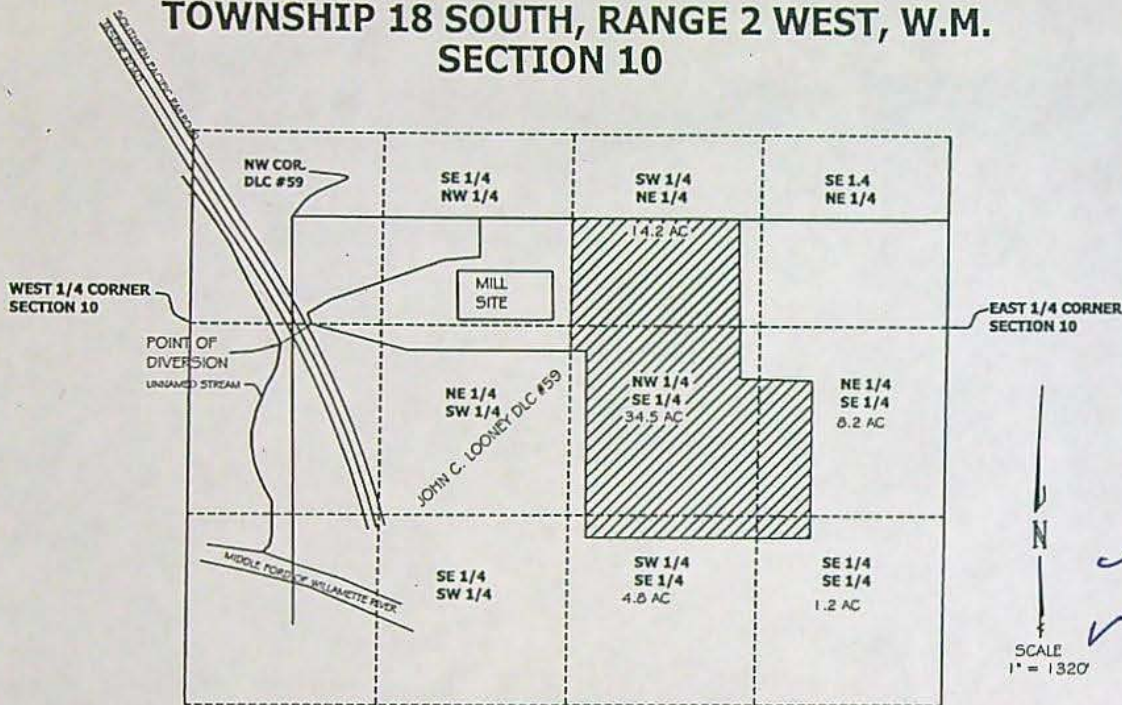 TOWNSHIP 18 SOUTH, RANGE 2 WEST, W.M.
SECTION 10
SOUTHERN PACIFIC RAILROAD
NW COR.
DLC #59
SE 1/4
NW 1/4
SW 1/4
NE 1/4
SE 1.4
NE 1/4
14.2 AC
MILL
SITE
WEST 1/4 CORNER
SECTION 10
EAST 1/4 CORNER
SECTION 10
POINT OF
DIVERSION
UNNAMED STREAM
NE 1/4
SW 1/4
JOHN C. LOONEY DLC #59
NW 1/4
SE 1/4
34.5 AC
NE 1/4
SE 1/4
8.2 AC
N
MIDDLE FORD OF WILLAMETTE RIVER
SE 1/4
SW 1/4
SW 1/4
SE 1/4
4.8 AC
SE 1/4
SE 1/4
1.2 AC
SCALE
1" = 1320'